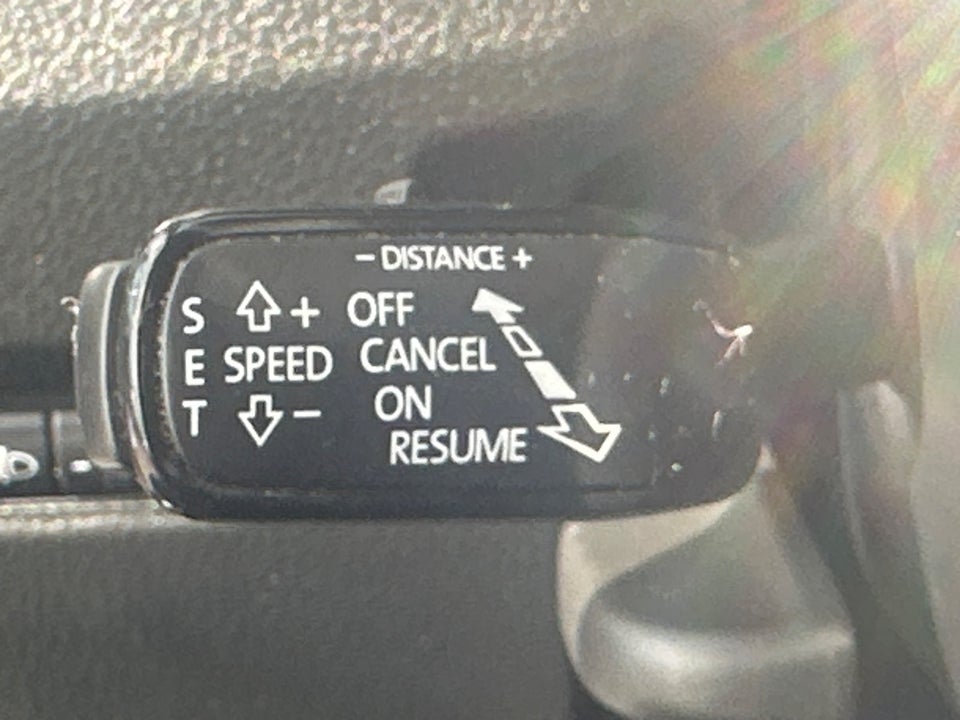 - DISTANCE +
S + OFF
E SPEED CANCEL
T - ON
RESUME